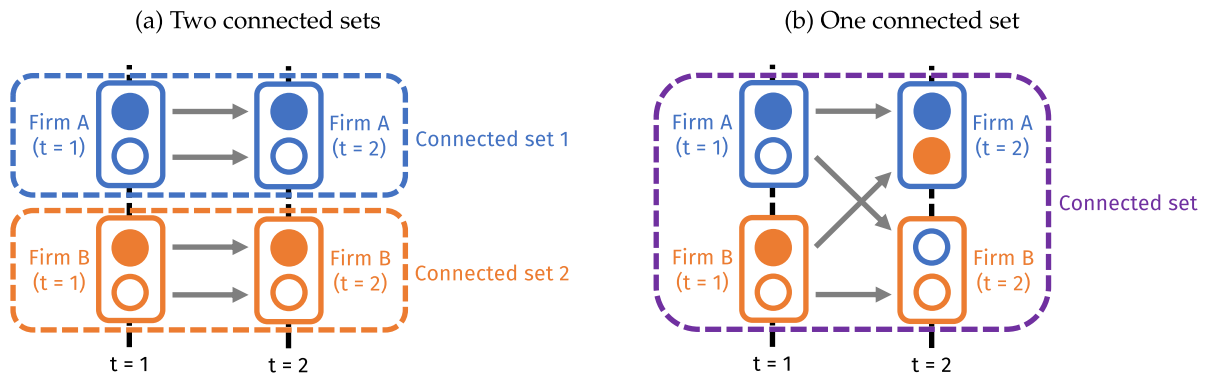 (a) Two connected sets
Firm A
(t = 1)
Firm A
(t = 2)
Connected set 1
Firm B
(t = 1)
Firm B
(t = 2)
Connected set 2
t = 1
t = 2
(b) One connected set
Firm A
(t = 1)
Firm A
(t = 2)
Connected set
Firm B
(t = 1)
Firm B
(t = 2)
t = 1
t = 2